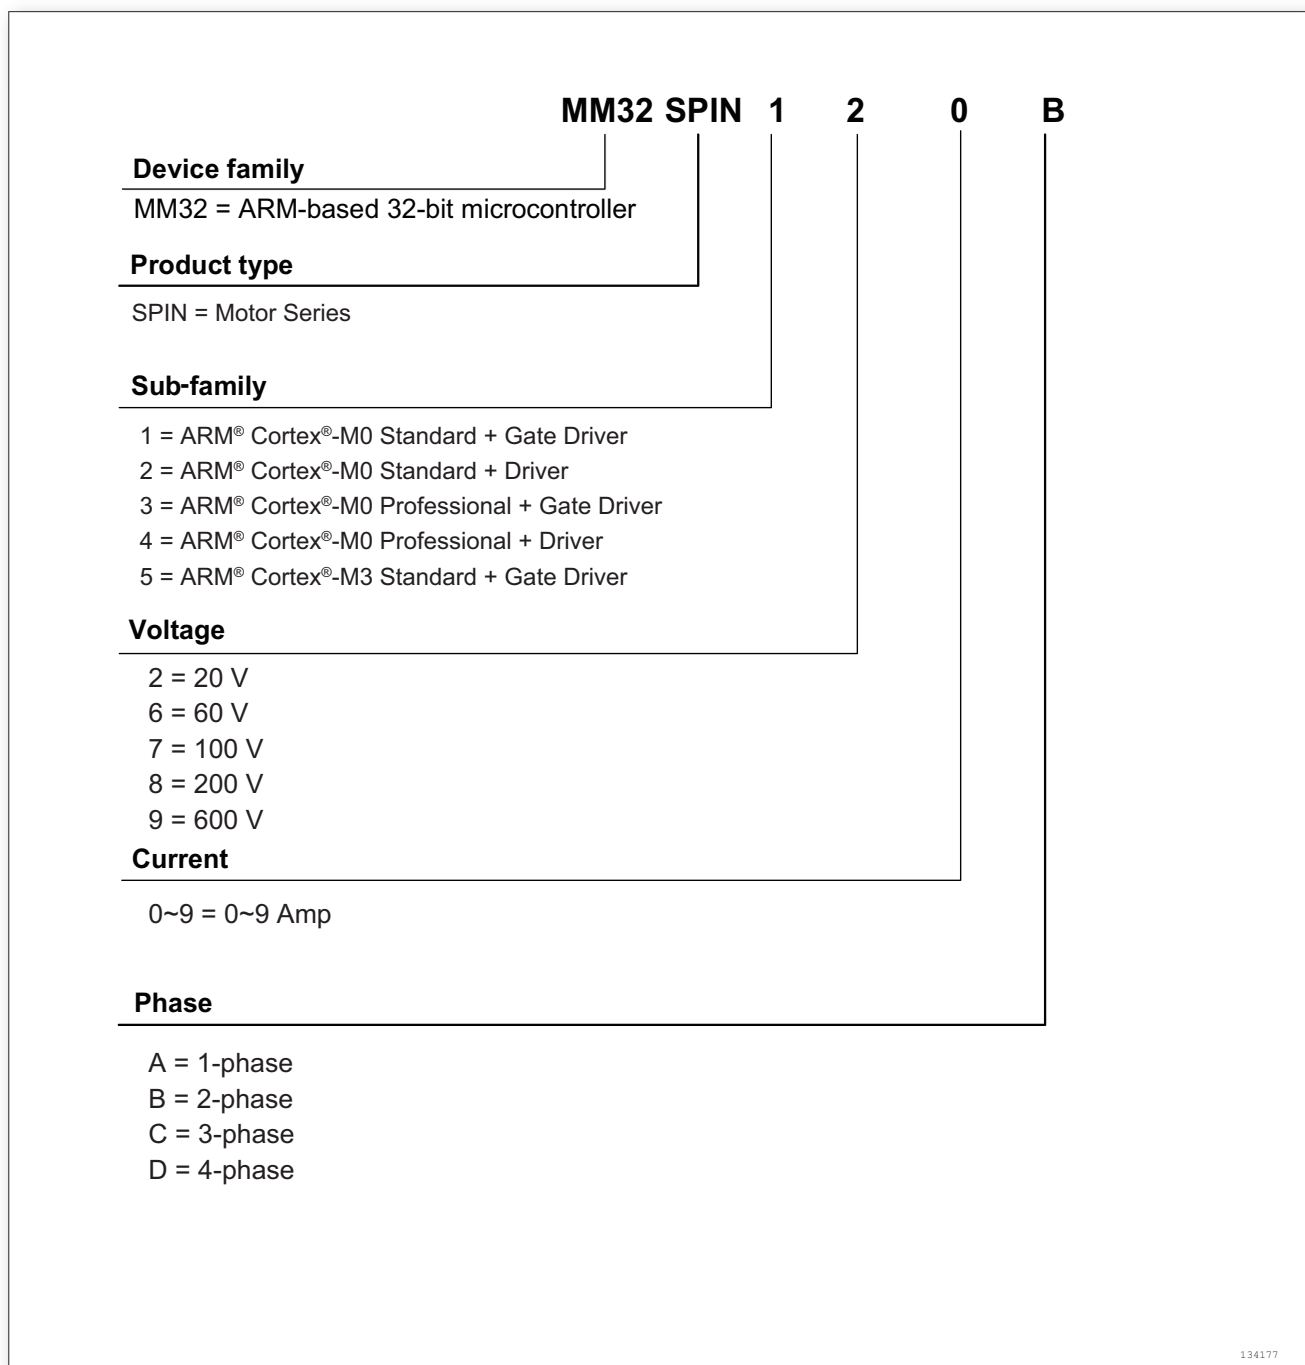 MM32 SPIN 1 2 0 B
Device family
MM32 = ARM-based 32-bit microcontroller
Product type
SPIN = Motor Series
Sub-family
1 = ARM® Cortex®-M0 Standard + Gate Driver
2 = ARM® Cortex®-M0 Standard + Driver
3 = ARM® Cortex®-M0 Professional + Gate Driver
4 = ARM® Cortex®-M0 Professional + Driver
5 = ARM® Cortex®-M3 Standard + Gate Driver
Voltage
2 = 20 V
6 = 60 V
7 = 100 V
8 = 200 V
9 = 600 V
Current
0~9 = 0~9 Amp
Phase
A = 1-phase
B = 2-phase
C = 3-phase
D = 4-phase
134177